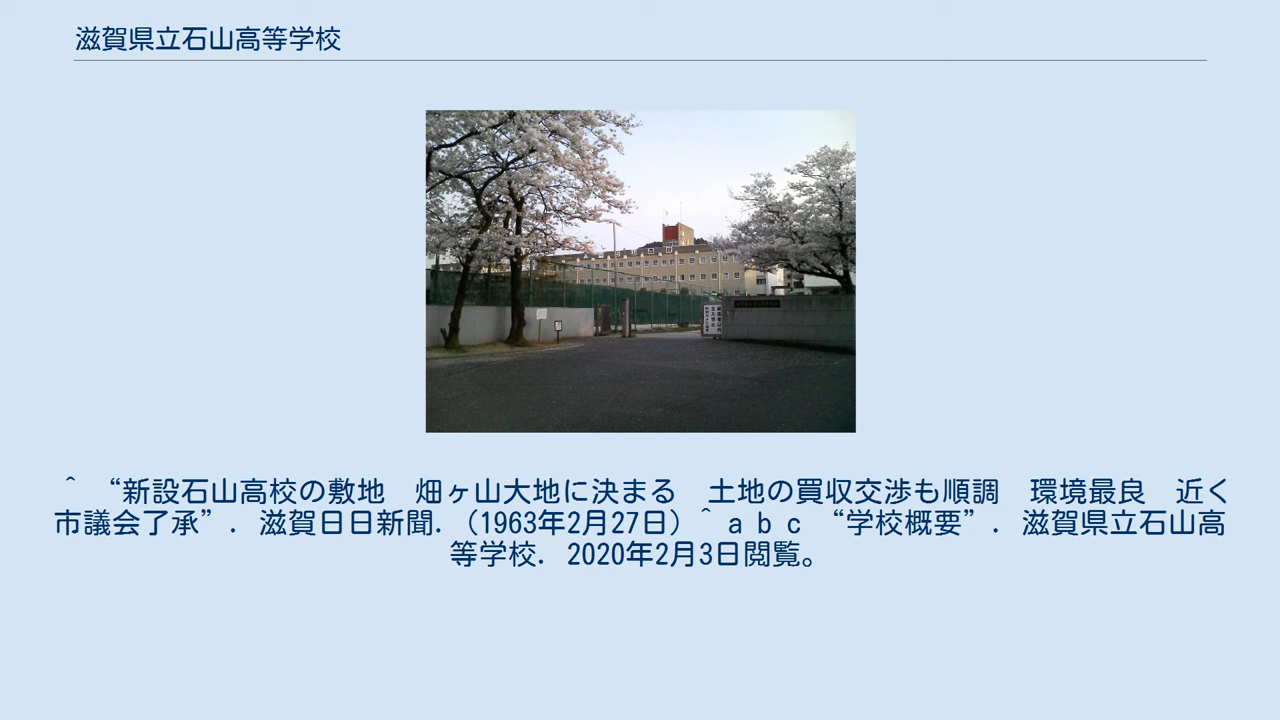 滋賀県立石山高等学校
＾ “新設石山高校の敷地　畑ヶ山大地に決まる　土地の買収交渉も順調　環境最良　近く
市議会了承”. 滋賀日日新聞. （1963年2月27日）＾ a b c “学校概要”. 滋賀県立石山高
等学校. 2020年2月3日閲覧。